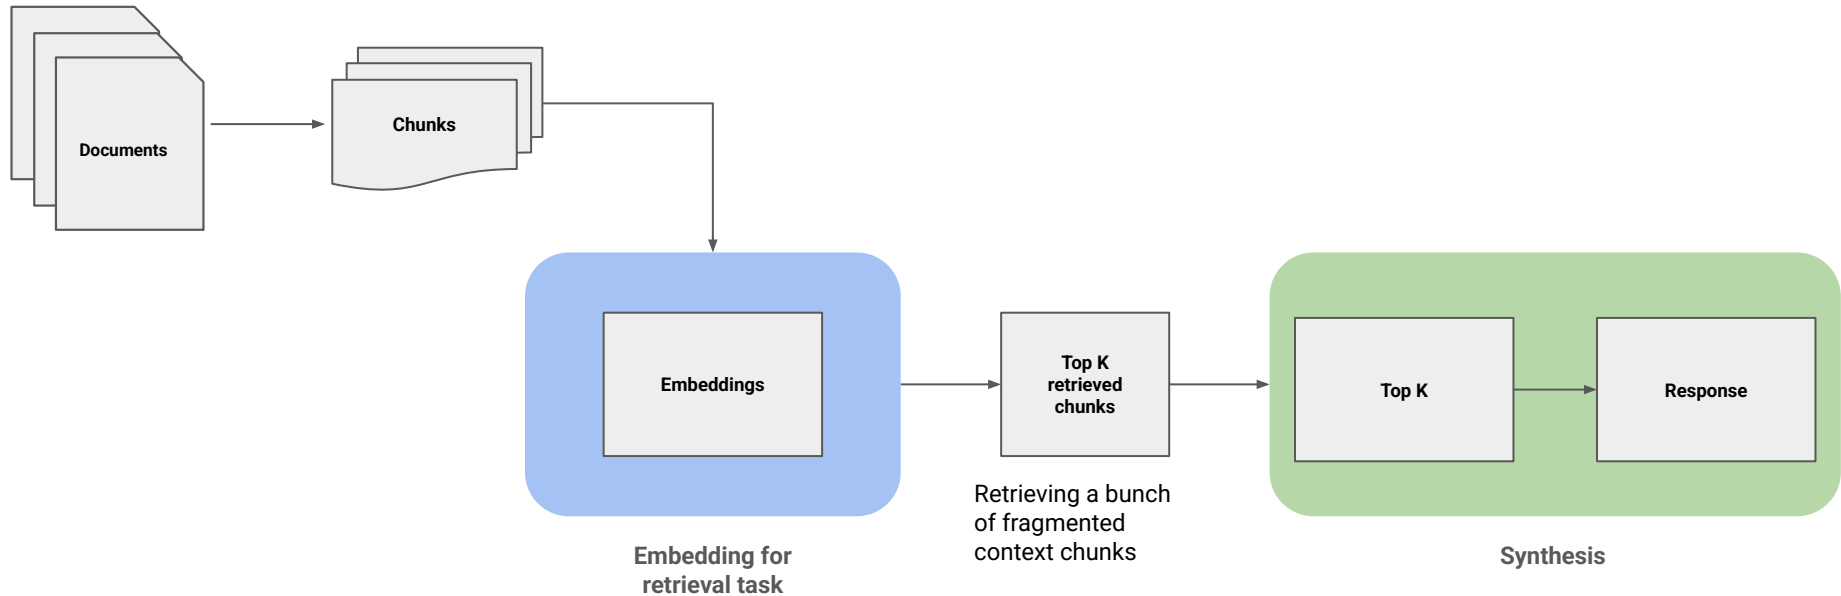 Documents
Chunks
Embeddings
Top K
retrieved
chunks
Top K
Response
Retrieving a bunch
of fragmented
context chunks
Embedding for
retrieval task
Synthesis